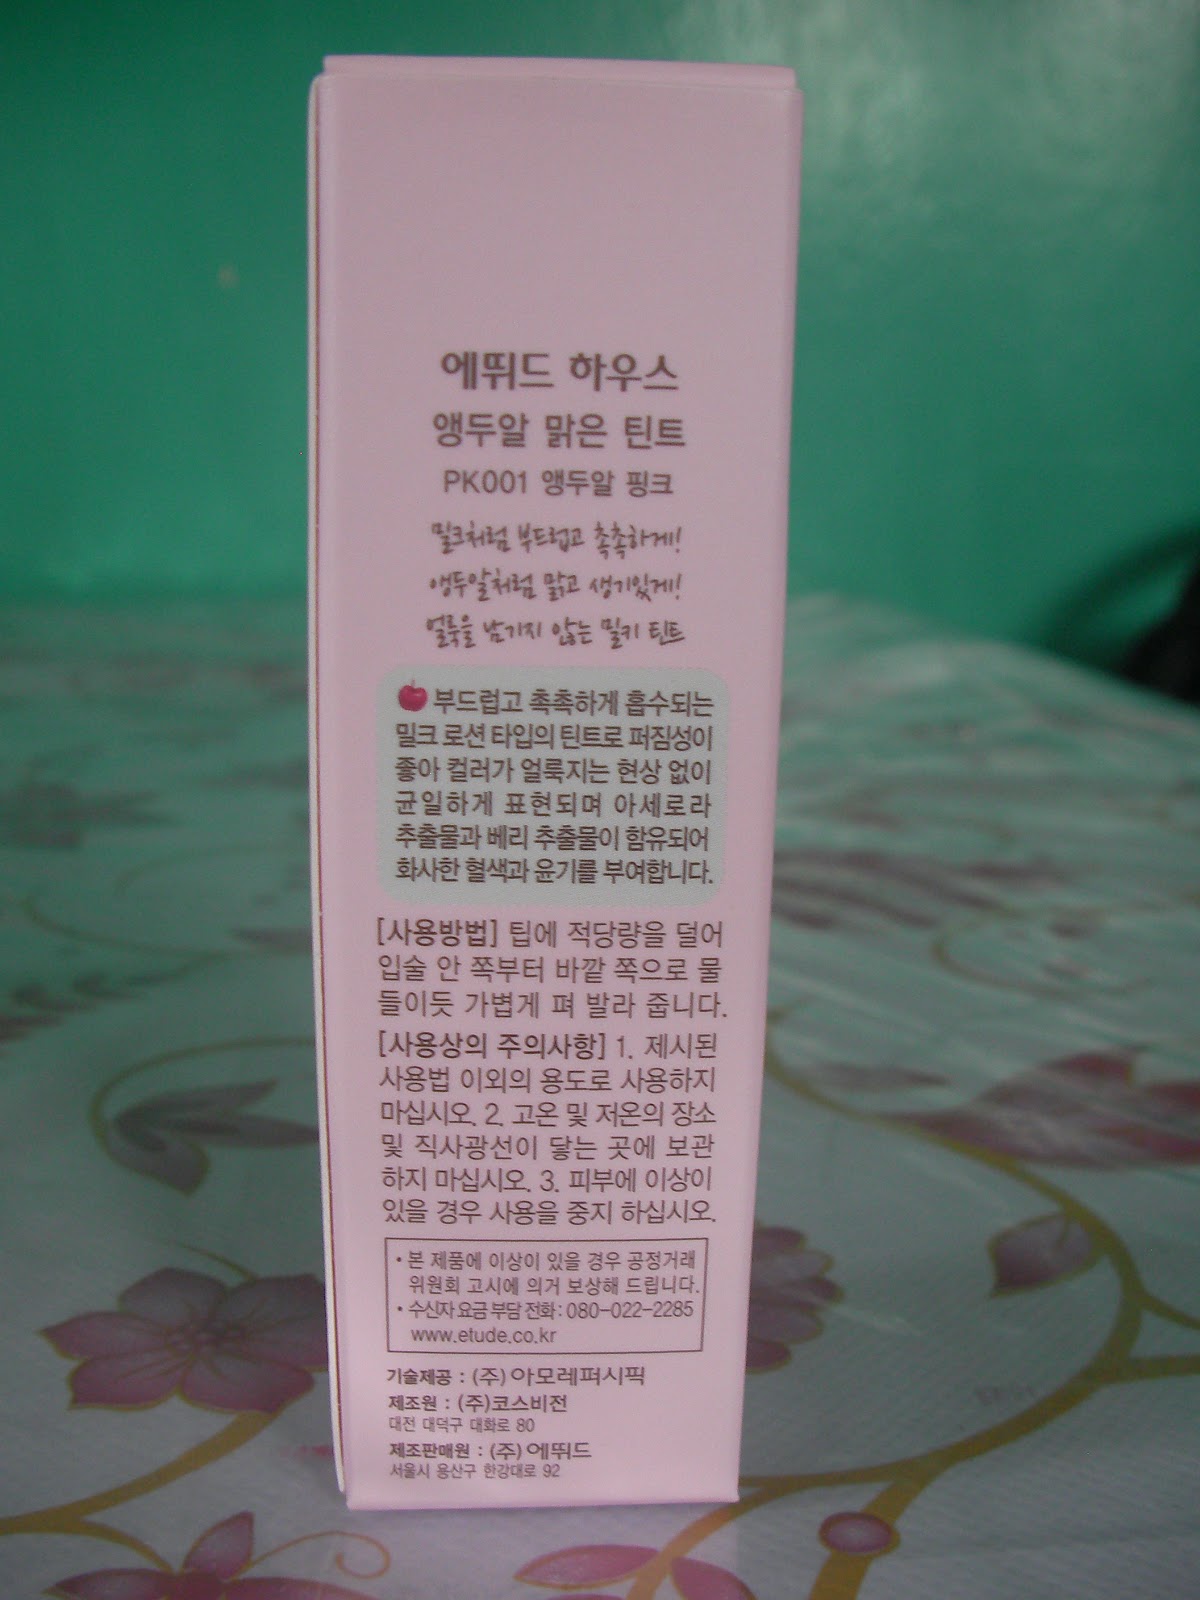 에뛰드 하우스
앵두알 맑은 틴트
PK001 앵두알 핑크
밀크처럼 부드럽고 촉촉하게!
앵두알처럼 맑고 생기있게!
얼룩을 남기지 않는 밀키 틴트
부드럽고 촉촉하게 흡수되는
밀크 로션 타입의 틴트로 퍼짐성이
좋아 컬러가 얼룩지는 현상 없이
균일하게 표현되며 아세로라
추출물과 베리 추출물이 함유되어
화사한 혈색과 윤기를 부여합니다.
[사용방법] 팁에 적당량을 덜어
입술 안 쪽부터 바깥 쪽으로 물
들이듯 가볍게 펴 발라 줍니다.
[사용상의 주의사항] 1. 제시된
사용법 이외의 용도로 사용하지
마십시오. 2. 고온 및 저온의 장소
및 직사광선이 닿는 곳에 보관
하지 마십시오. 3. 피부에 이상이
있을 경우 사용을 중지 하십시오.
• 본 제품에 이상이 있을 경우 공정거래
위원회 고시에 의거 보상해 드립니다.
• 수신자 요금 부담 전화 : 080-022-2285
www.etude.co.kr
기술제공 : (주) 아모레퍼시픽
제조원 : (주)코스비전
대전 대덕구 대화로 80
제조판매원 : (주) 에뛰드
서울시 용산구 한강대로 92